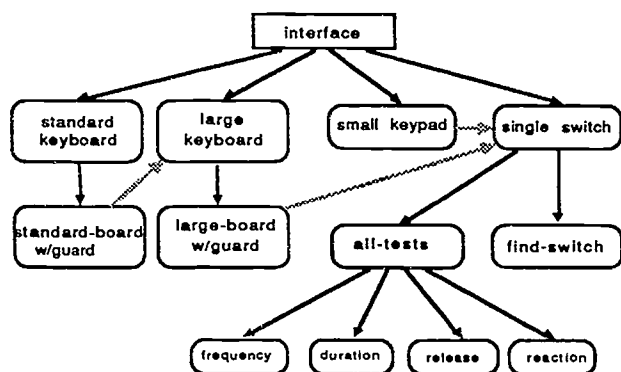 interface
standard
keyboard
large
keyboard
small keypad
single switch
standard-board
w/guard
large-board
w/guard
all-tests
find-switch
frequency
duration
release
reaction